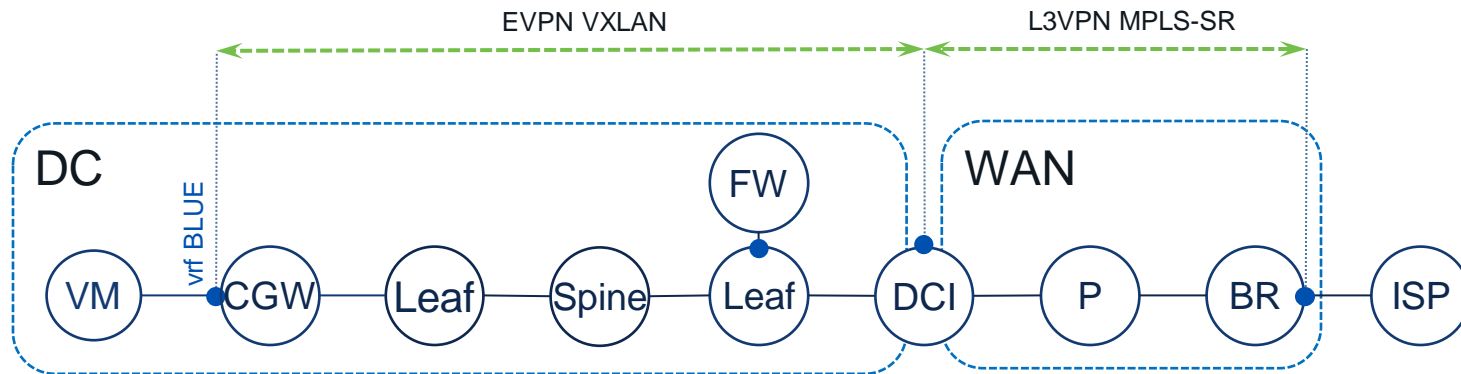 EVPN VXLAN
L3VPN MPLS-SR
DC
WAN
vrf BLUE
FW
VM
CGW
Leaf
Spine
Leaf
DCI
P
BR
ISP